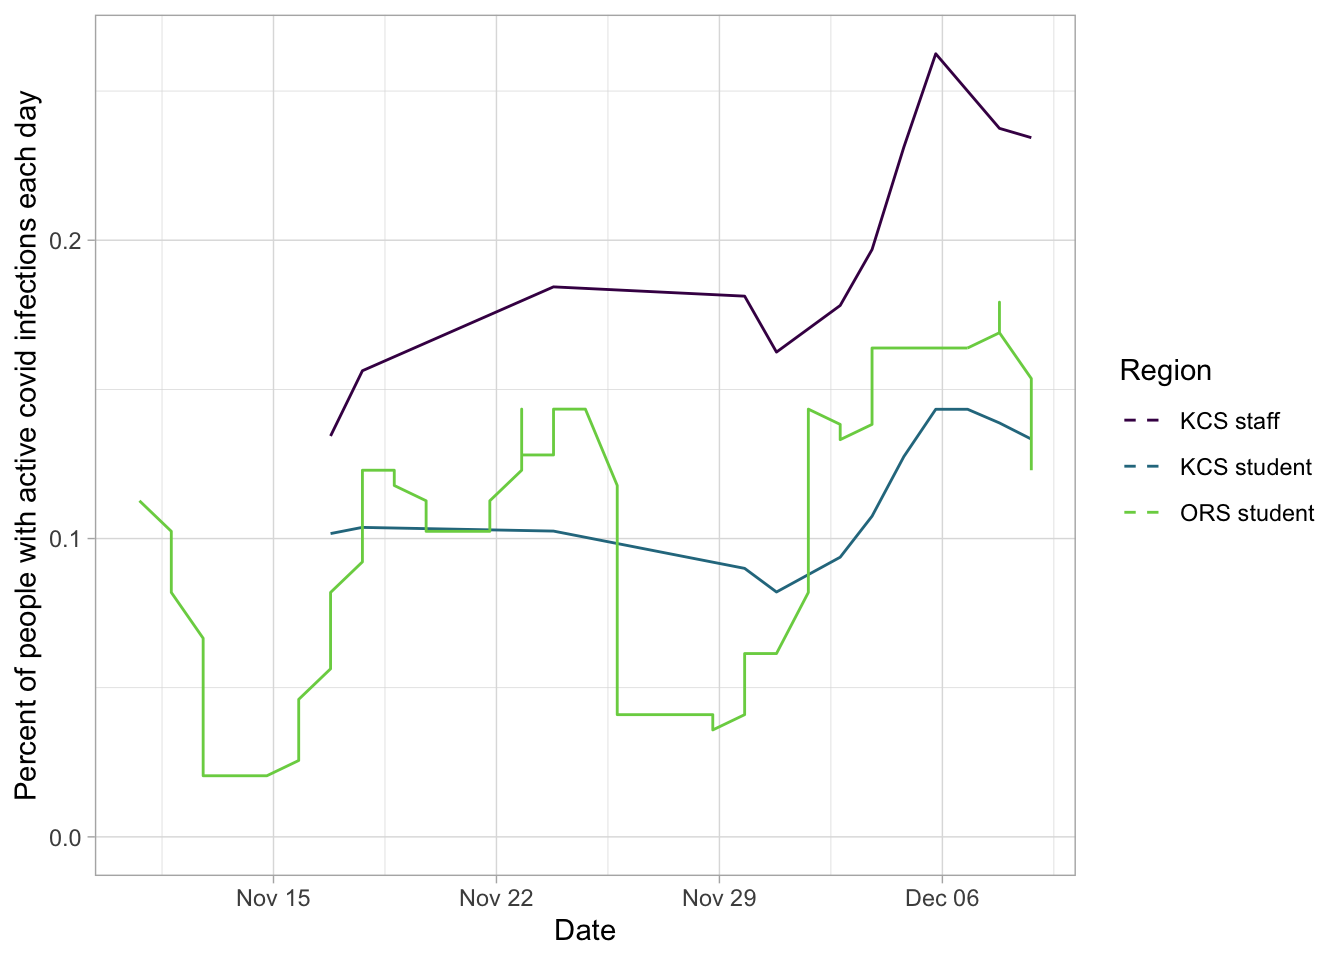 Percent of people with active covid infections each day
0.2
0.1
0.0
Nov 15
Nov 22
Nov 29
Dec 06
Date
Region
KCS staff
KCS student
ORS student